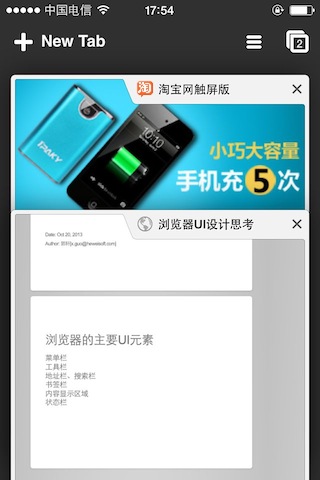 中国电信 17:54
New Tab 2
淘宝网触屏版
IPAKY
小巧大容量
手机充5次
浏览器UI设计思考
Date: Oct 20, 2013
浏览器的主要UI元素
菜单栏
工具栏
地址栏、搜索栏
书签栏
内容显示区域
状态栏